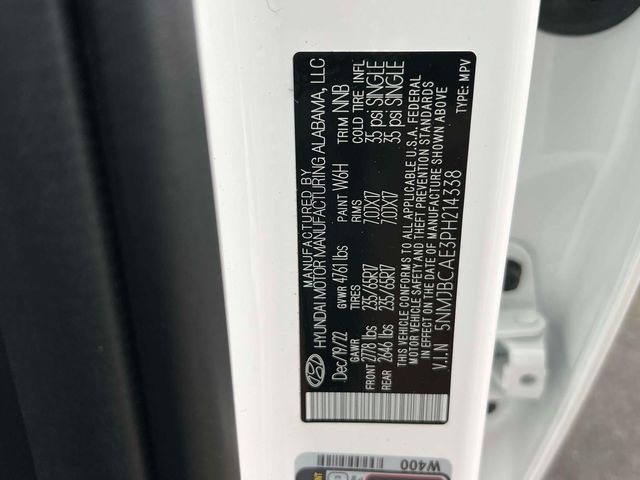 MANUFACTURED BY
HYUNDAI MOTOR MANUFACTURING ALABAMA, LLC
Dec/19/22 PAINT W6H TRIM NNB
GVWR 4761 lbs
GAWR TIRES RIMS COLD TIRE INFL
FRONT 2778 lbs 235/65R17 7.0JX17 35 psi SINGLE
REAR 2646 lbs 235/65R17 7.0JX17 35 psi SINGLE
THIS VEHICLE CONFORMS TO ALL APPLICABLE U.S.A. FEDERAL
MOTOR VEHICLE SAFETY AND THEFT PREVENTION STANDARDS
IN EFFECT ON THE DATE OF MANUFACTURE SHOWN ABOVE
V.I.N 5NMJBCAE3PH214338 TYPE: MPV
W400